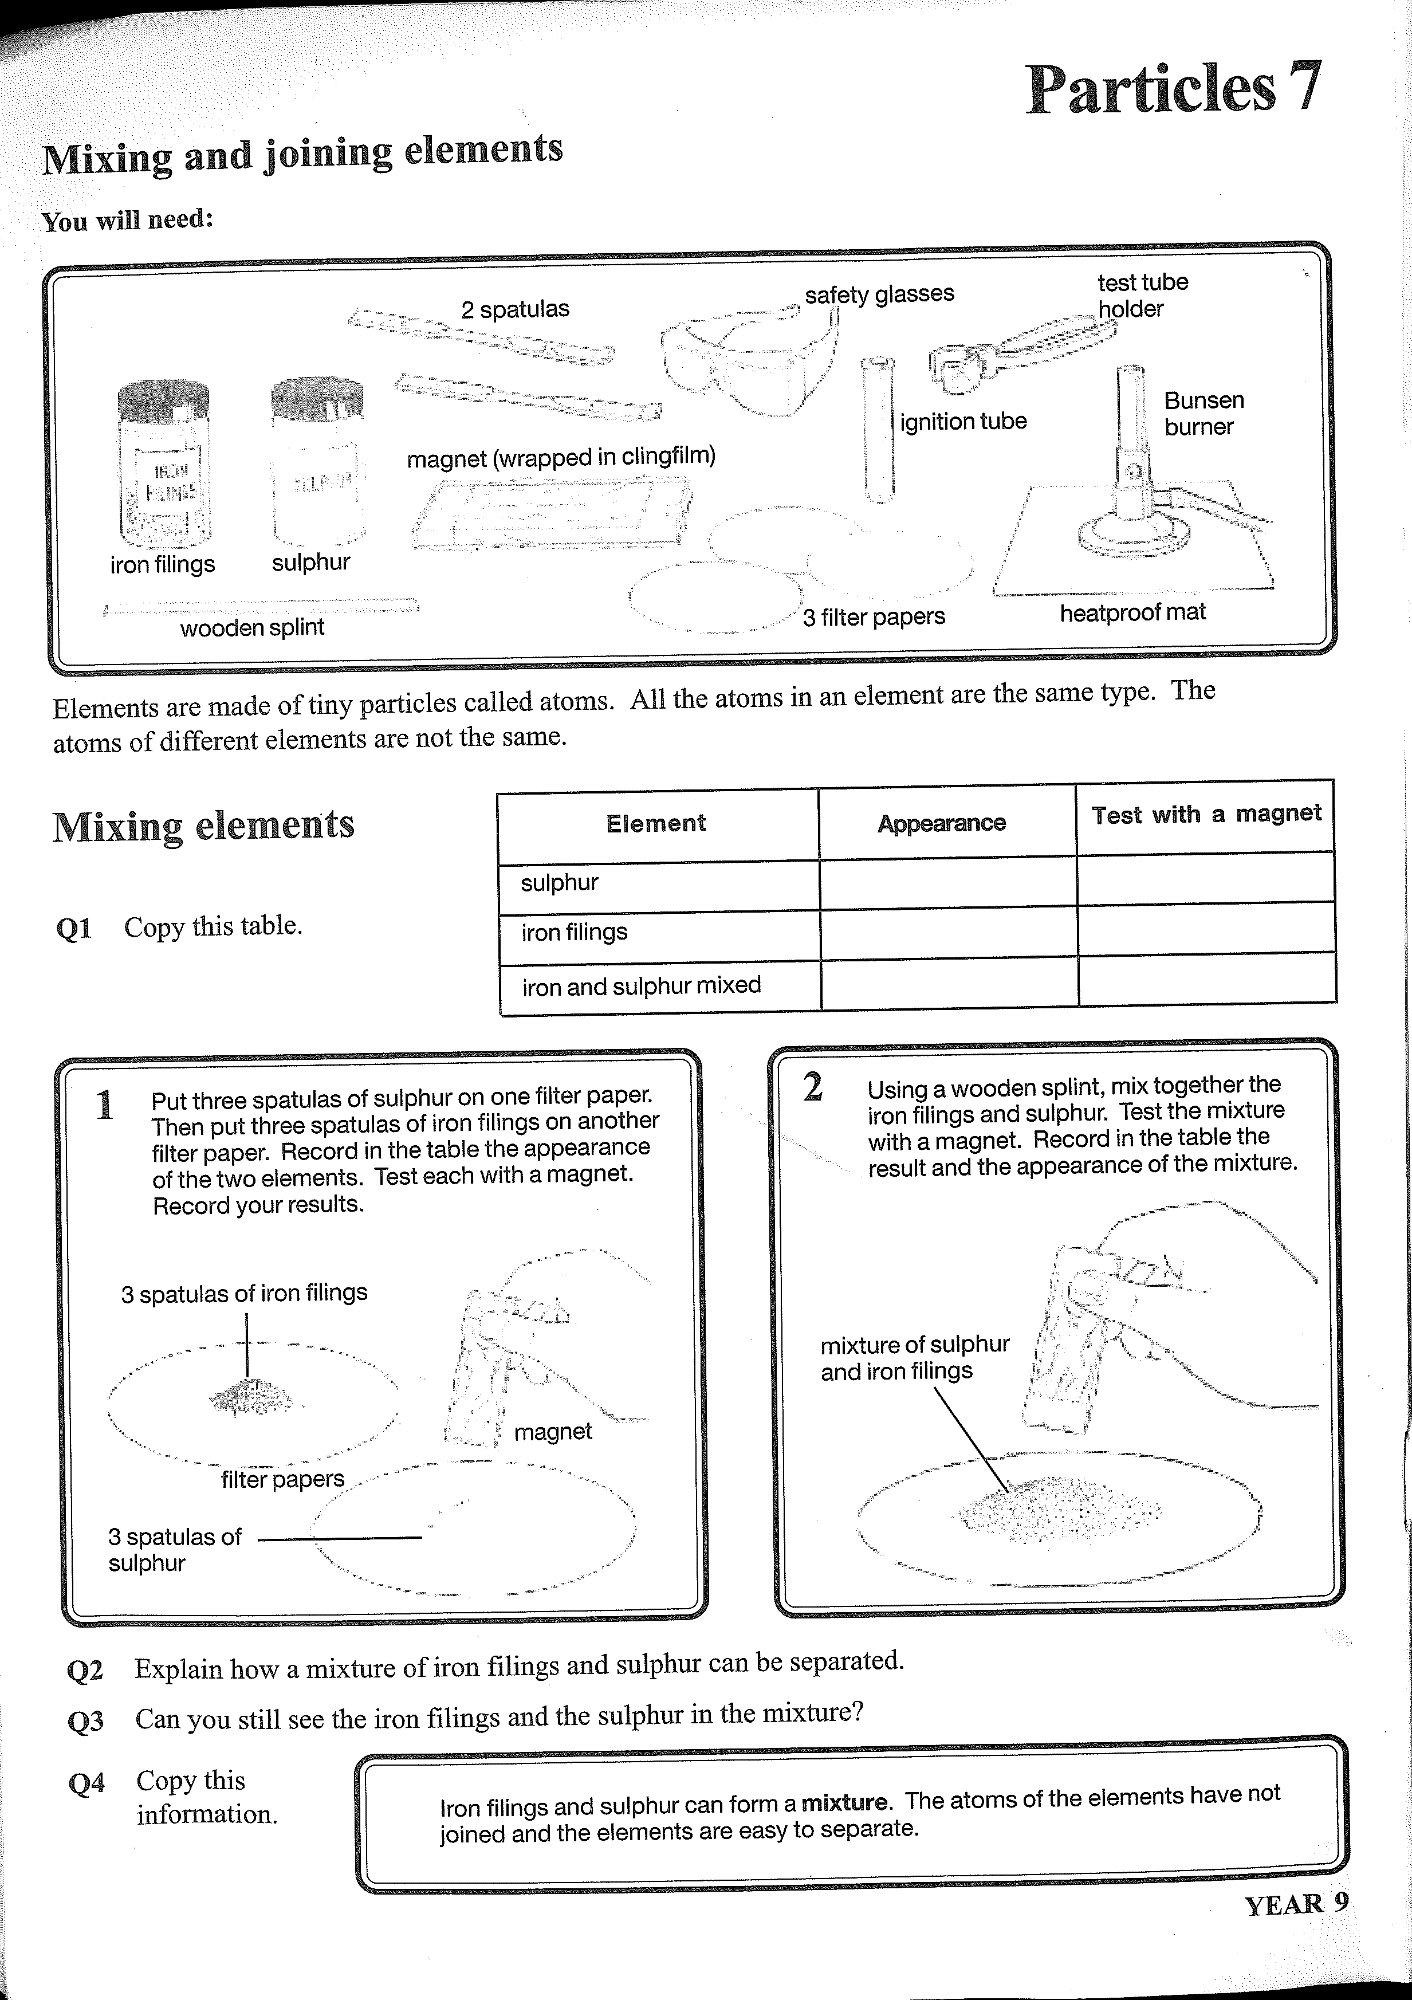 Particles 7
Mixing and joining elements
You will need:
2 spatulas
safety glasses
test tube
holder
ignition tube
Bunsen
burner
magnet (wrapped in clingfilm)
IRON
FILINGS
SULPHUR
iron filings
sulphur
wooden splint
3 filter papers
heatproof mat
Elements are made of tiny particles called atoms. All the atoms in an element are the same type. The
atoms of different elements are not the same.
Mixing elements
Q1 Copy this table.
Element Appearance Test with a magnet
sulphur
iron filings
iron and sulphur mixed
1 Put three spatulas of sulphur on one filter paper.
Then put three spatulas of iron filings on another
filter paper. Record in the table the appearance
of the two elements. Test each with a magnet.
Record your results.
3 spatulas of iron filings
magnet
filter papers
3 spatulas of
sulphur
2 Using a wooden splint, mix together the
iron filings and sulphur. Test the mixture
with a magnet. Record in the table the
result and the appearance of the mixture.
mixture of sulphur
and iron filings
Q2 Explain how a mixture of iron filings and sulphur can be separated.
Q3 Can you still see the iron filings and the sulphur in the mixture?
Q4 Copy this
information.
Iron filings and sulphur can form a mixture. The atoms of the elements have not
joined and the elements are easy to separate.
YEAR 9